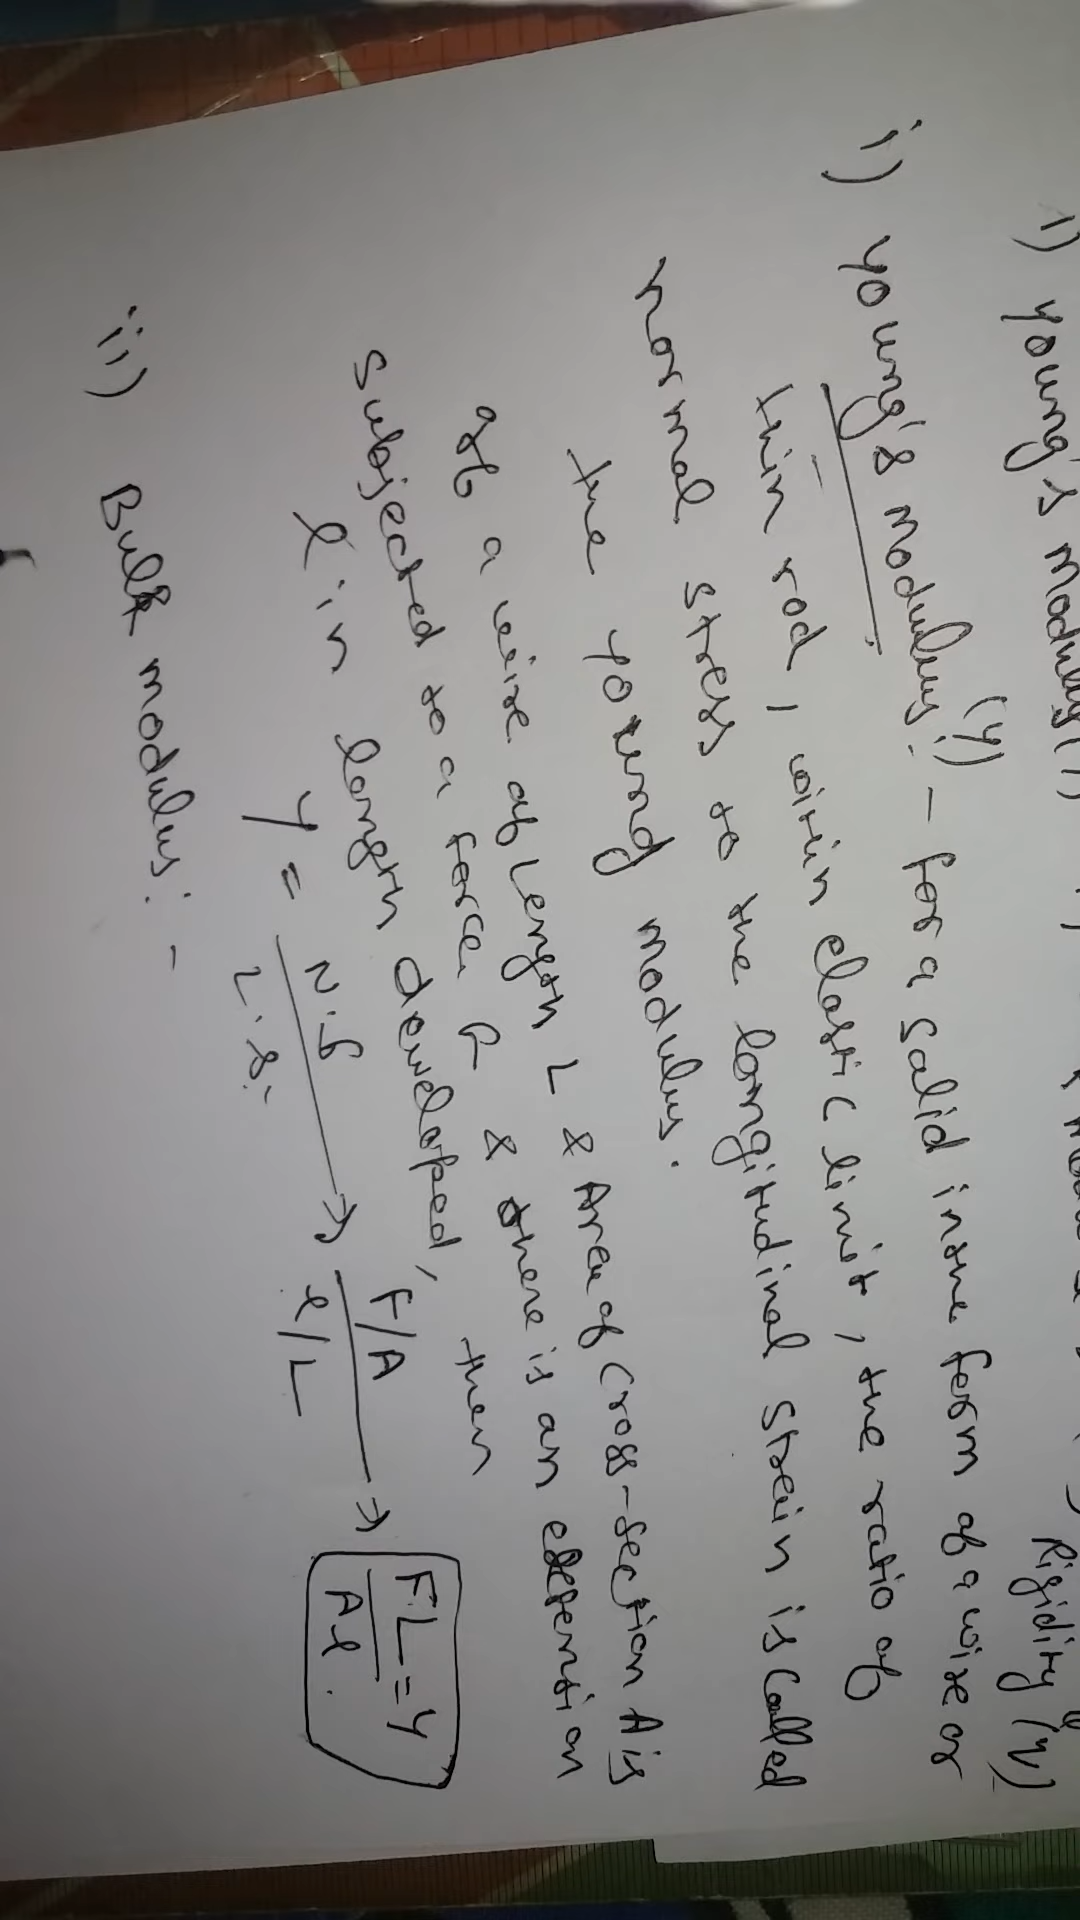 1) Young's modulus
Rigidity (η)
i) Young's modulus (Y) :- for a solid in the form of a wire or
thin rod, within elastic limit, the ratio of
normal stress to the longitudinal strain is called
the yound modulus.
If a wire of length L & Area of cross-section A is
subjected to a force F & there is an extension
l in length developed, then
Y = N.S / L.S. → F/A / l/L → FL/Al = Y
ii) Bulk modulus :-